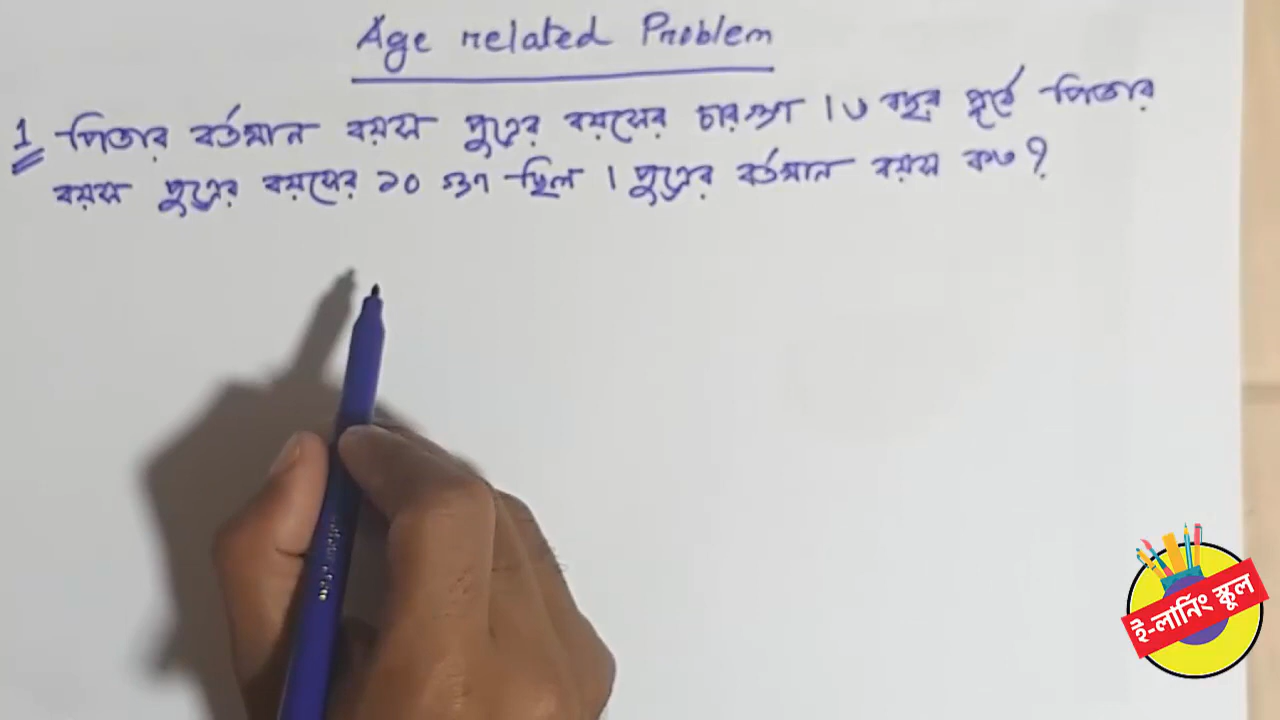 Age related Problem
1 পিতার বর্তমান বয়স পুত্রের বয়সের চারগুণ । ৬ বছর পূর্বে পিতার
বয়স পুত্রের বয়সের ১০ গুণ ছিল । পুত্রের বর্তমান বয়স কত ?
ই-লার্নিং স্কুল